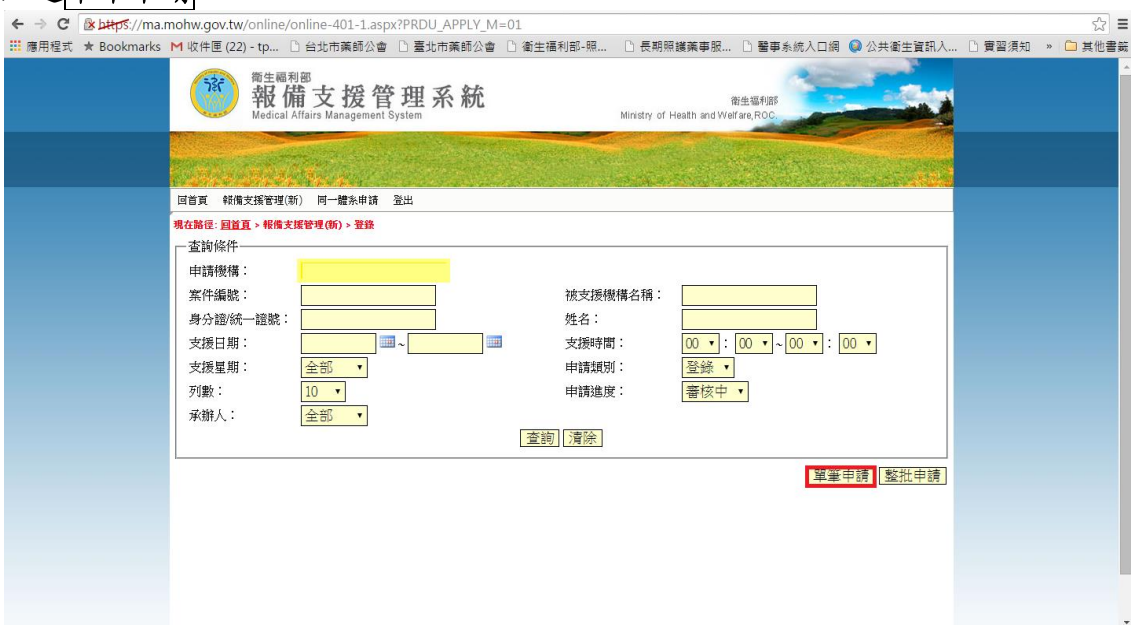 https://ma.mohw.gov.tw/online/online-401-1.aspx?PRDU_APPLY_M=01
應用程式 Bookmarks 收件匣 (22) - tp... 台北市藥師公會 臺北市藥師公會 衛生福利部-照... 長期照護藥事服... 醫事系統入口網 公共衛生資訊入... 實習須知 » 其他書籤
衛生福利部
報備支援管理系統
Medical Affairs Management System
衛生福利部
Ministry of Health and Welfare,ROC.
回首頁 報備支援管理(新) 同一體系申請 登出
現在路徑: 回首頁 > 報備支援管理(新) > 登錄
查詢條件
申請機構：
案件編號： 被支援機構名稱：
身分證/統一證號： 姓名：
支援日期： ~ 支援時間： 00 : 00 ~ 00 : 00
支援星期： 全部 申請類別： 登錄
列數： 10 申請進度： 審核中
承辦人： 全部
查詢 清除
單筆申請 整批申請